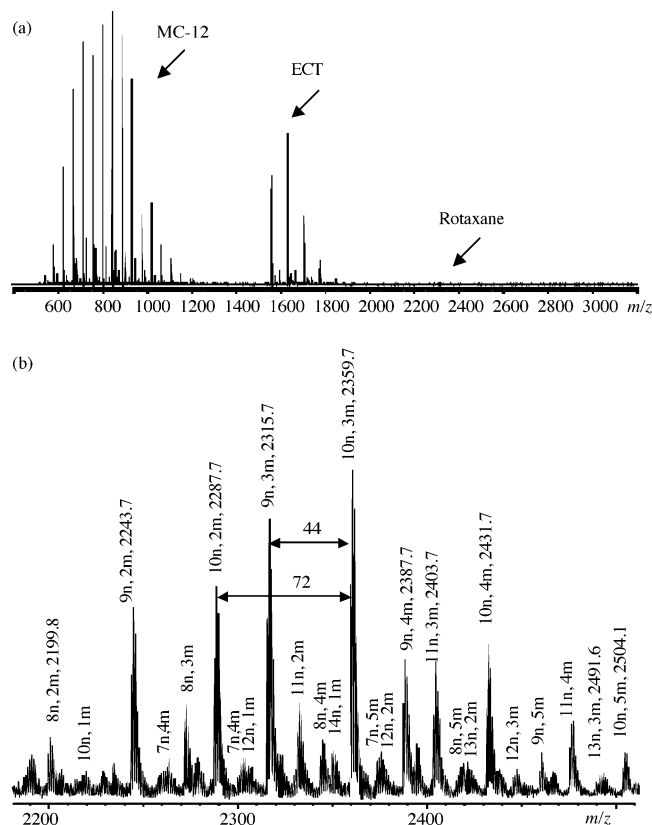 (a)
MC-12
ECT
Rotaxane
600 800 1000 1200 1400 1600 1800 2000 2200 2400 2600 2800 3000 m/z
(b)
8n, 2m, 2199.8
10n, 1m
9n, 2m, 2243.7
7n,4m
8n, 3m
10n, 2m, 2287.7
7n,4m
12n, 1m
9n, 3m, 2315.7
11n, 2m
8n, 4m
14n, 1m
10n, 3m, 2359.7
7n, 5m
12n, 2m
9n, 4m, 2387.7
11n, 3m, 2403.7
8n, 5m
13n, 2m
10n, 4m, 2431.7
12n, 3m
9n, 5m
11n, 4m
13n, 3m, 2491.6
10n, 5m, 2504.1
44
72
2200 2300 2400 m/z